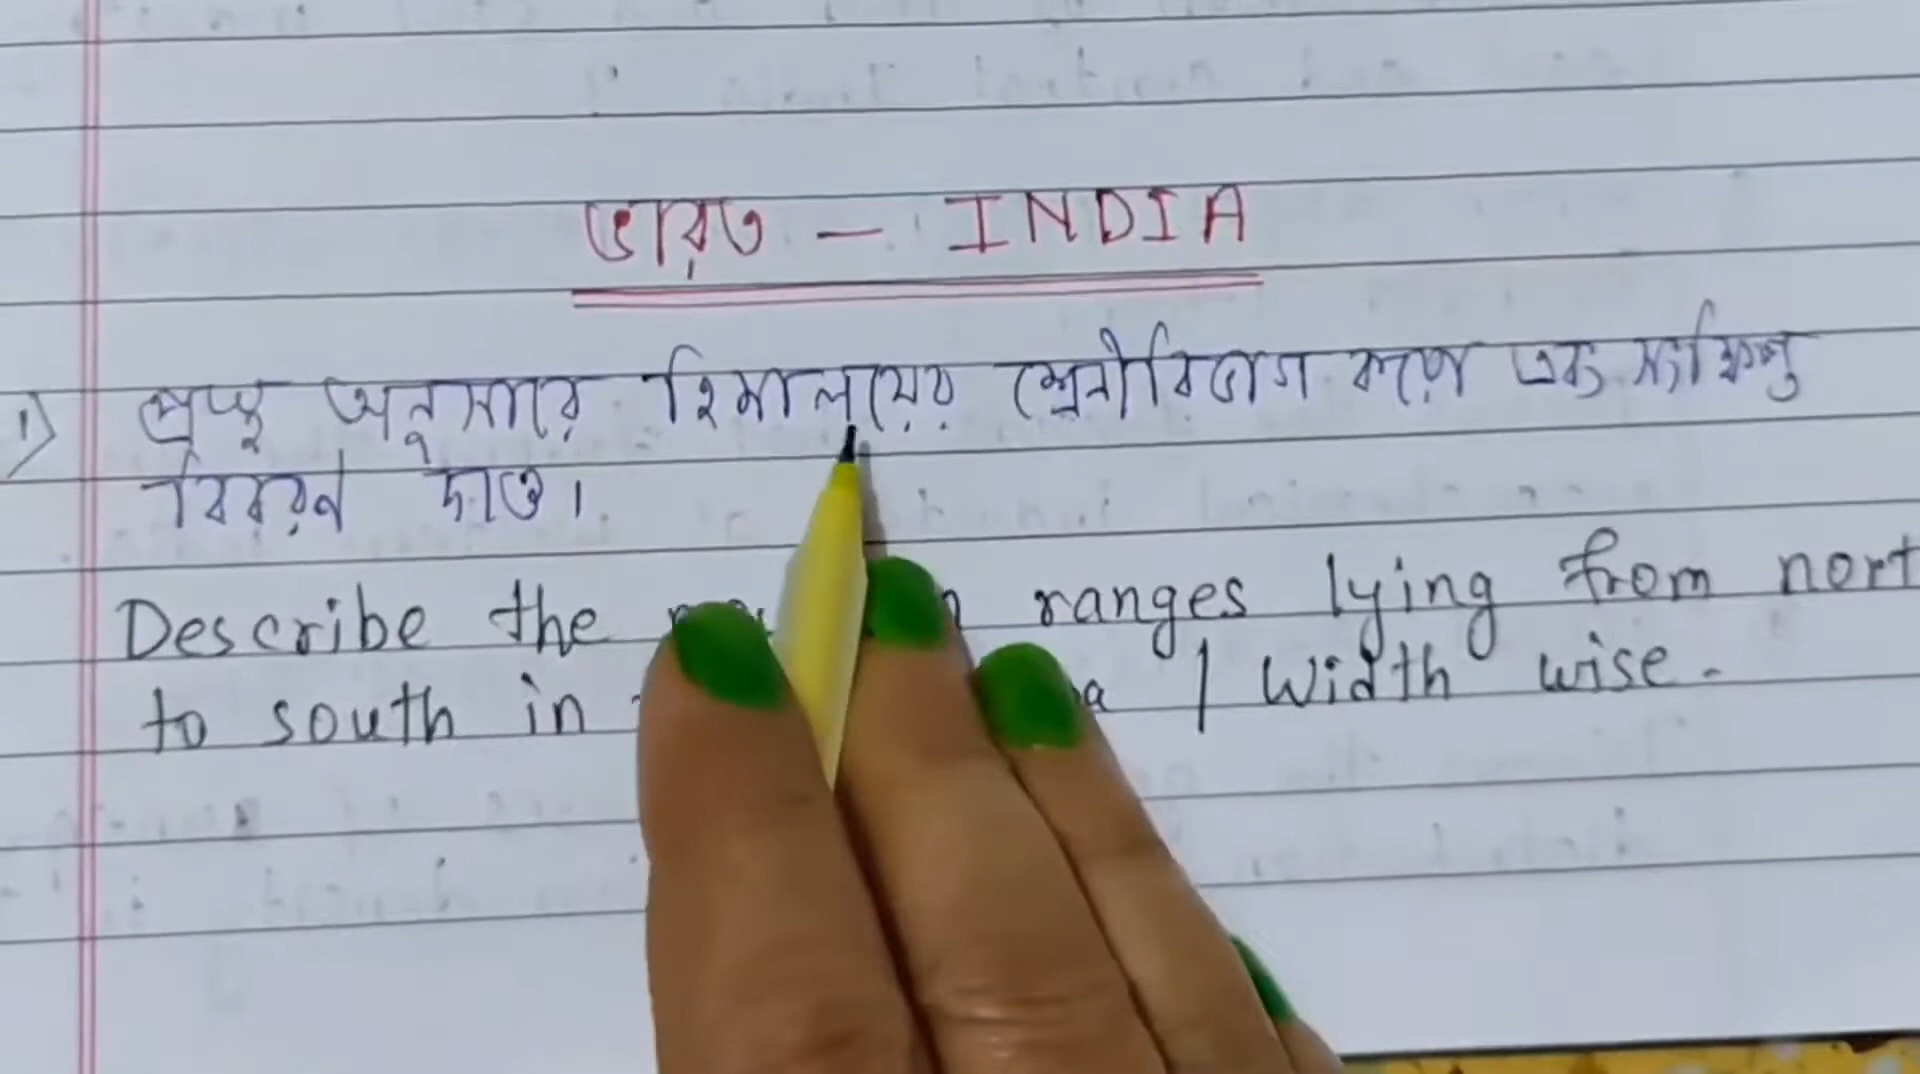 ভারত — INDIA
1) প্রস্থ অনুসারে হিমালয়ের শ্রেণীবিভাগ করো এবং সংক্ষিপ্ত
বিবরণ দাও।
Describe the ranges lying from nort
to south in / Width wise.